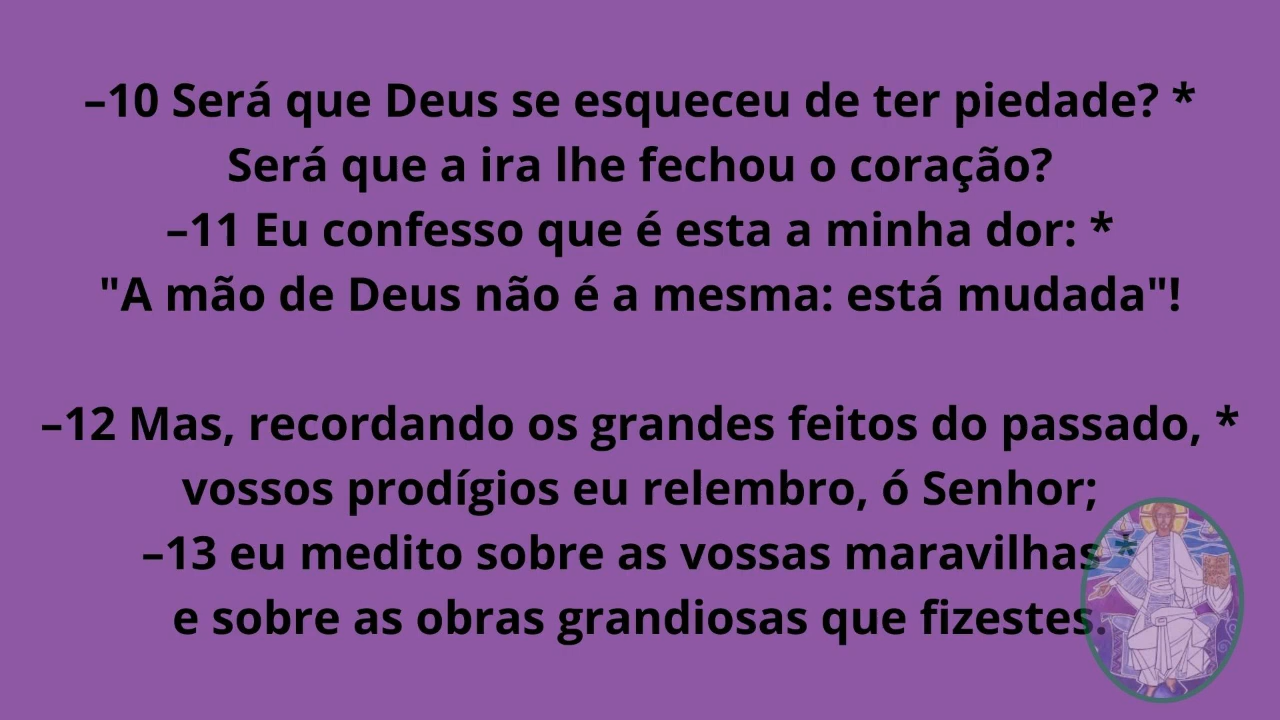 –10 Será que Deus se esqueceu de ter piedade? *
Será que a ira lhe fechou o coração?
–11 Eu confesso que é esta a minha dor: *
"A mão de Deus não é a mesma: está mudada"!
–12 Mas, recordando os grandes feitos do passado, *
vossos prodígios eu relembro, ó Senhor;
–13 eu medito sobre as vossas maravilhas *
e sobre as obras grandiosas que fizestes.